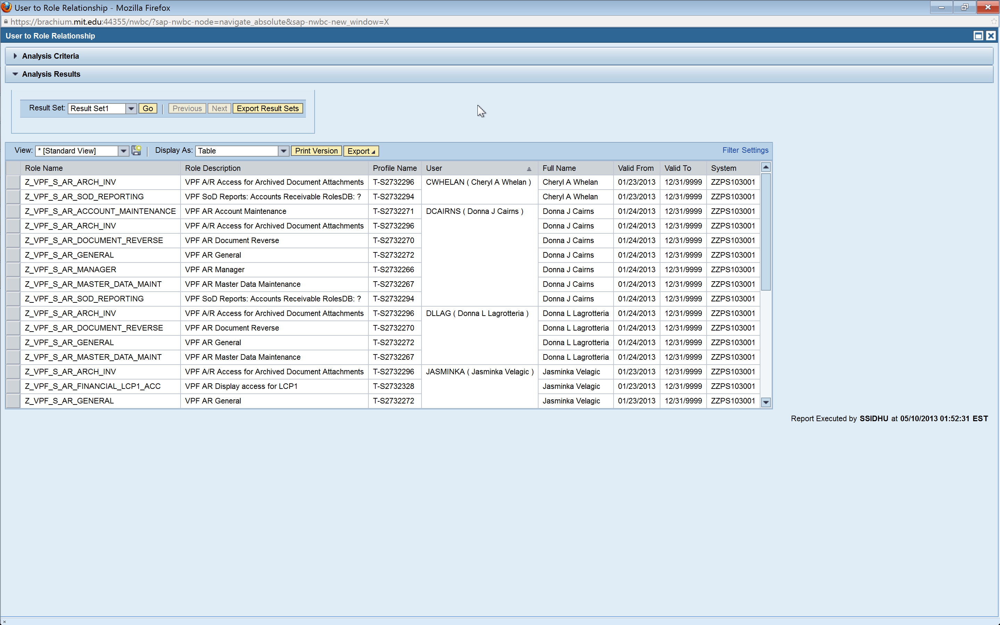 User to Role Relationship - Mozilla Firefox
https://brachium.mit.edu:44355/nwbc/?sap-nwbc-node=navigate_absolute&sap-nwbc-new_window=X
User to Role Relationship
Analysis Criteria
Analysis Results
Result Set: Result Set1 Go Previous Next Export Result Sets
View: * [Standard View] Display As: Table Print Version Export Filter Settings
Role Name Role Description Profile Name User Full Name Valid From Valid To System
Z_VPF_S_AR_ARCH_INV VPF A/R Access for Archived Document Attachments T-S2732296 CWHELAN ( Cheryl A Whelan ) Cheryl A Whelan 01/23/2013 12/31/9999 ZZPS103001
Z_VPF_S_AR_SOD_REPORTING VPF SoD Reports: Accounts Receivable RolesDB: ? T-S2732294 Cheryl A Whelan 01/23/2013 12/31/9999 ZZPS103001
Z_VPF_S_AR_ACCOUNT_MAINTENANCE VPF AR Account Maintenance T-S2732271 DCAIRNS ( Donna J Cairns ) Donna J Cairns 01/24/2013 12/31/9999 ZZPS103001
Z_VPF_S_AR_ARCH_INV VPF A/R Access for Archived Document Attachments T-S2732296 Donna J Cairns 01/24/2013 12/31/9999 ZZPS103001
Z_VPF_S_AR_DOCUMENT_REVERSE VPF AR Document Reverse T-S2732270 Donna J Cairns 01/24/2013 12/31/9999 ZZPS103001
Z_VPF_S_AR_GENERAL VPF AR General T-S2732272 Donna J Cairns 01/24/2013 12/31/9999 ZZPS103001
Z_VPF_S_AR_MANAGER VPF AR Manager T-S2732266 Donna J Cairns 01/24/2013 12/31/9999 ZZPS103001
Z_VPF_S_AR_MASTER_DATA_MAINT VPF AR Master Data Maintenance T-S2732267 Donna J Cairns 01/24/2013 12/31/9999 ZZPS103001
Z_VPF_S_AR_SOD_REPORTING VPF SoD Reports: Accounts Receivable RolesDB: ? T-S2732294 Donna J Cairns 01/24/2013 12/31/9999 ZZPS103001
Z_VPF_S_AR_ARCH_INV VPF A/R Access for Archived Document Attachments T-S2732296 DLLAG ( Donna L Lagrotteria ) Donna L Lagrotteria 01/24/2013 12/31/9999 ZZPS103001
Z_VPF_S_AR_DOCUMENT_REVERSE VPF AR Document Reverse T-S2732270 Donna L Lagrotteria 01/24/2013 12/31/9999 ZZPS103001
Z_VPF_S_AR_GENERAL VPF AR General T-S2732272 Donna L Lagrotteria 01/24/2013 12/31/9999 ZZPS103001
Z_VPF_S_AR_MASTER_DATA_MAINT VPF AR Master Data Maintenance T-S2732267 Donna L Lagrotteria 01/24/2013 12/31/9999 ZZPS103001
Z_VPF_S_AR_ARCH_INV VPF A/R Access for Archived Document Attachments T-S2732296 JASMINKA ( Jasminka Velagic ) Jasminka Velagic 01/23/2013 12/31/9999 ZZPS103001
Z_VPF_S_AR_FINANCIAL_LCP1_ACC VPF AR Display access for LCP1 T-S2732328 Jasminka Velagic 01/23/2013 12/31/9999 ZZPS103001
Z_VPF_S_AR_GENERAL VPF AR General T-S2732272 Jasminka Velagic 01/23/2013 12/31/9999 ZZPS103001
Report Executed by SSIDHU at 05/10/2013 01:52:31 EST